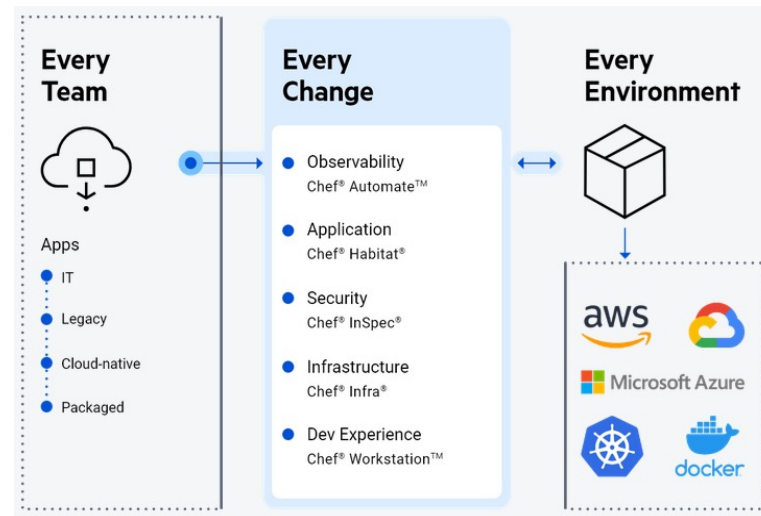 Every
Team
Apps
IT
Legacy
Cloud-native
Packaged
Every
Change
Observability
Chef® Automate™
Application
Chef® Habitat®
Security
Chef® InSpec®
Infrastructure
Chef® Infra®
Dev Experience
Chef® Workstation™
Every
Environment
aws
Microsoft Azure
docker